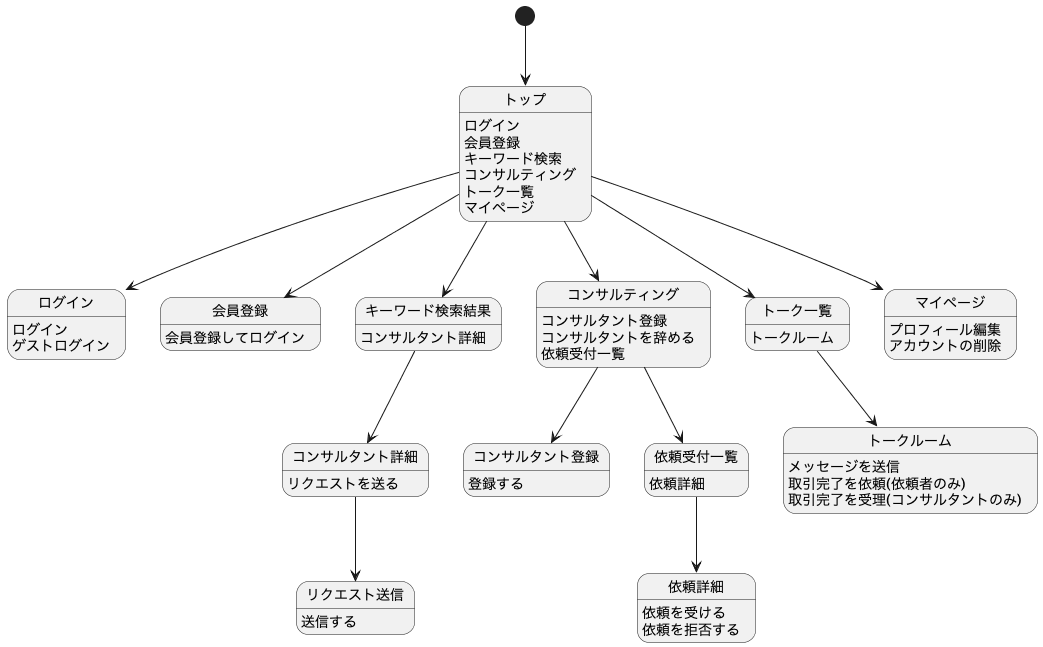 トップ
ログイン
会員登録
キーワード検索
コンサルティング
トーク一覧
マイページ
ログイン
ログイン
ゲストログイン
会員登録
会員登録してログイン
キーワード検索結果
コンサルタント詳細
コンサルティング
コンサルタント登録
コンサルタントを辞める
依頼受付一覧
トーク一覧
トークルーム
マイページ
プロフィール編集
アカウントの削除
コンサルタント詳細
リクエストを送る
コンサルタント登録
登録する
依頼受付一覧
依頼詳細
トークルーム
メッセージを送信
取引完了を依頼(依頼者のみ)
取引完了を受理(コンサルタントのみ)
リクエスト送信
送信する
依頼詳細
依頼を受ける
依頼を拒否する